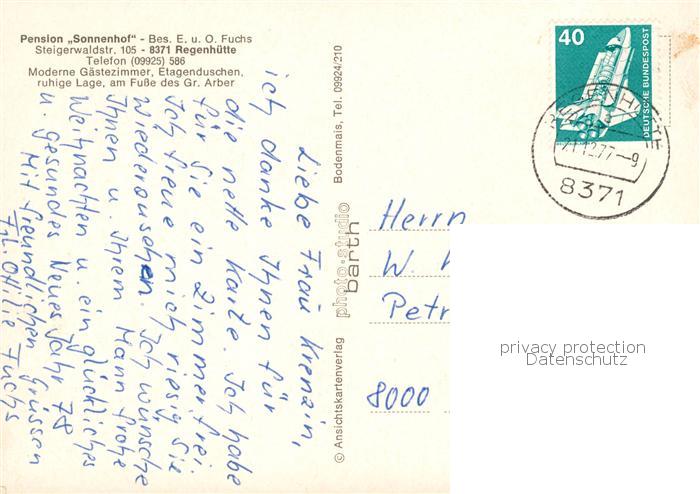 Pension „Sonnenhof" - Bes. E. u. O. Fuchs
Steigerwaldstr. 105 - 8371 Regenhütte
Telefon (09925) 586
Moderne Gästezimmer, Etagenduschen,
ruhige Lage, am Fuße des Gr. Arber
Liebe Frau Krenzin,
ich danke Ihnen für
die nette Karte. Ich habe
für Sie ein Zimmer frei.
Ich freue mich riesig Sie
wiederzusehen. Ich wünsche
Ihnen u. Ihrem Mann frohe
Weihnachten u. ein glückliches
u. gesundes Neues Jahr 78
Mit freundlichen Grüssen
Ottilie Fuchs
Bodenmais, Tel. 09924/210
photo-studio
barth
© Ansichtskartenverlag
40
DEUTSCHE BUNDESPOST
REGENHÜTTE
12.77-9
8371
Herrn
W.
Petr
8000
privacy protection
Datenschutz